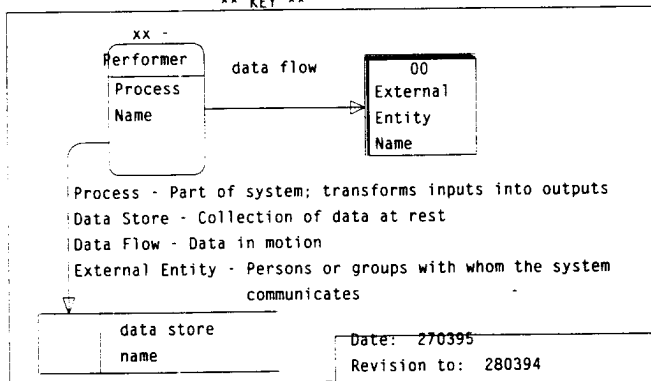 ** KEY **
xx -
Performer
Process
Name
data flow
00
External
Entity
Name
Process - Part of system; transforms inputs into outputs
Data Store - Collection of data at rest
Data Flow - Data in motion
External Entity - Persons or groups with whom the system
communicates
data store
name
Date: 270395
Revision to: 280394